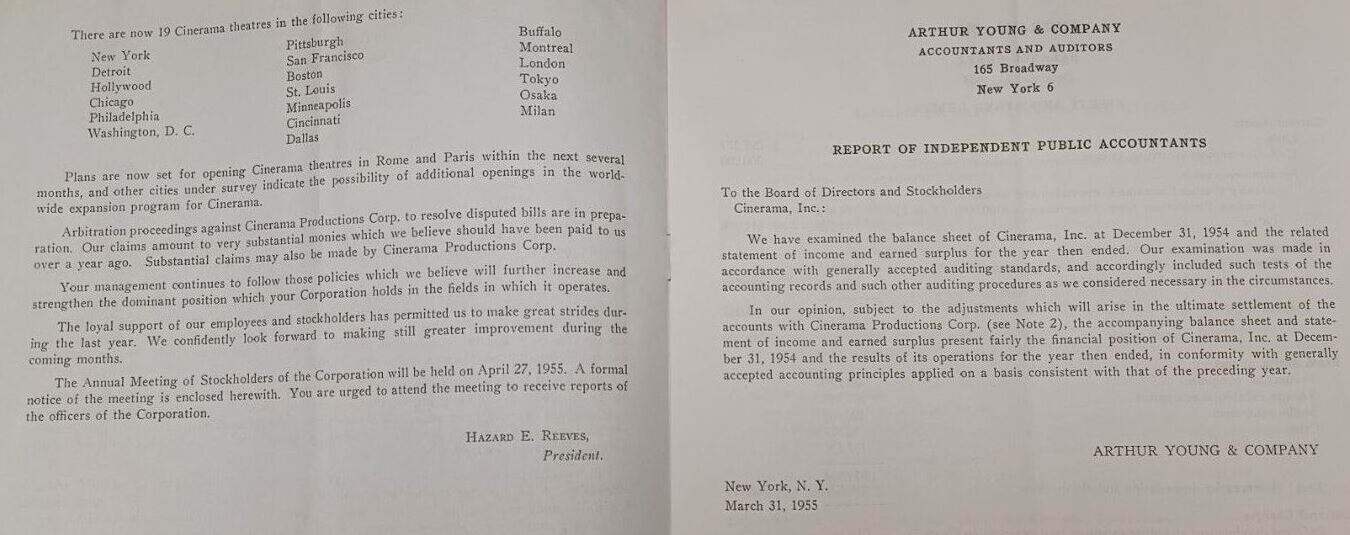 There are now 19 Cinerama theatres in the following cities:
New York
Detroit
Hollywood
Chicago
Philadelphia
Washington, D. C.
Pittsburgh
San Francisco
Boston
St. Louis
Minneapolis
Cincinnati
Dallas
Buffalo
Montreal
London
Tokyo
Osaka
Milan
Plans are now set for opening Cinerama theatres in Rome and Paris within the next several
months, and other cities under survey indicate the possibility of additional openings in the world-
wide expansion program for Cinerama.
Arbitration proceedings against Cinerama Productions Corp. to resolve disputed bills are in prepa-
ration. Our claims amount to very substantial monies which we believe should have been paid to us
over a year ago. Substantial claims may also be made by Cinerama Productions Corp.
Your management continues to follow those policies which we believe will further increase and
strengthen the dominant position which your Corporation holds in the fields in which it operates.
The loyal support of our employees and stockholders has permitted us to make great strides dur-
ing the last year. We confidently look forward to making still greater improvement during the
coming months.
The Annual Meeting of Stockholders of the Corporation will be held on April 27, 1955. A formal
notice of the meeting is enclosed herewith. You are urged to attend the meeting to receive reports of
the officers of the Corporation.
HAZARD E. REEVES,
President.
ARTHUR YOUNG & COMPANY
ACCOUNTANTS AND AUDITORS
165 Broadway
New York 6
REPORT OF INDEPENDENT PUBLIC ACCOUNTANTS
To the Board of Directors and Stockholders
Cinerama, Inc.:
We have examined the balance sheet of Cinerama, Inc. at December 31, 1954 and the related
statement of income and earned surplus for the year then ended. Our examination was made in
accordance with generally accepted auditing standards, and accordingly included such tests of the
accounting records and such other auditing procedures as we considered necessary in the circumstances.
In our opinion, subject to the adjustments which will arise in the ultimate settlement of the
accounts with Cinerama Productions Corp. (see Note 2), the accompanying balance sheet and state-
ment of income and earned surplus present fairly the financial position of Cinerama, Inc. at Decem-
ber 31, 1954 and the results of its operations for the year then ended, in conformity with generally
accepted accounting principles applied on a basis consistent with that of the preceding year.
ARTHUR YOUNG & COMPANY
New York, N. Y.
March 31, 1955